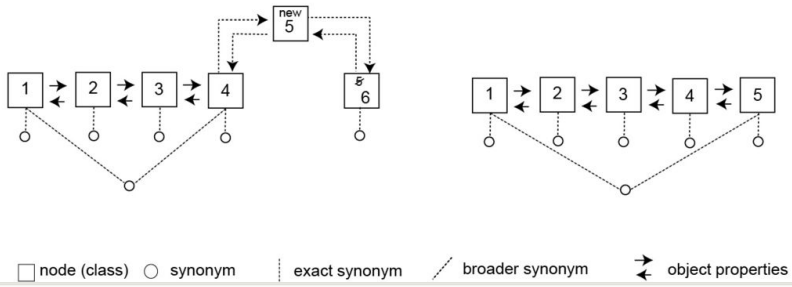 new
5
1 2 3 4
5
6
1 2 3 4 5
node (class) synonym exact synonym broader synonym object properties